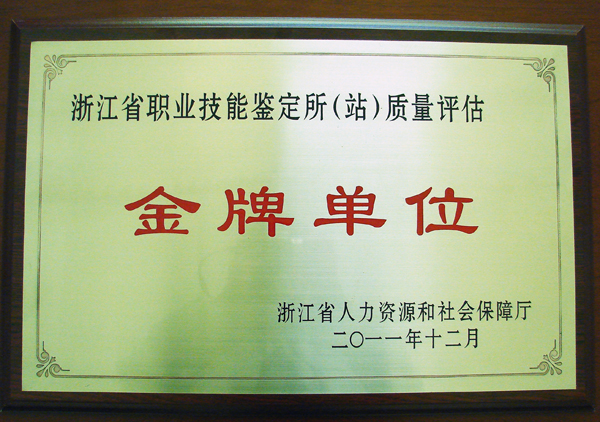 浙江省职业技能鉴定所(站)质量评估
金牌单位
浙江省人力资源和社会保障厅
二〇一一年十二月